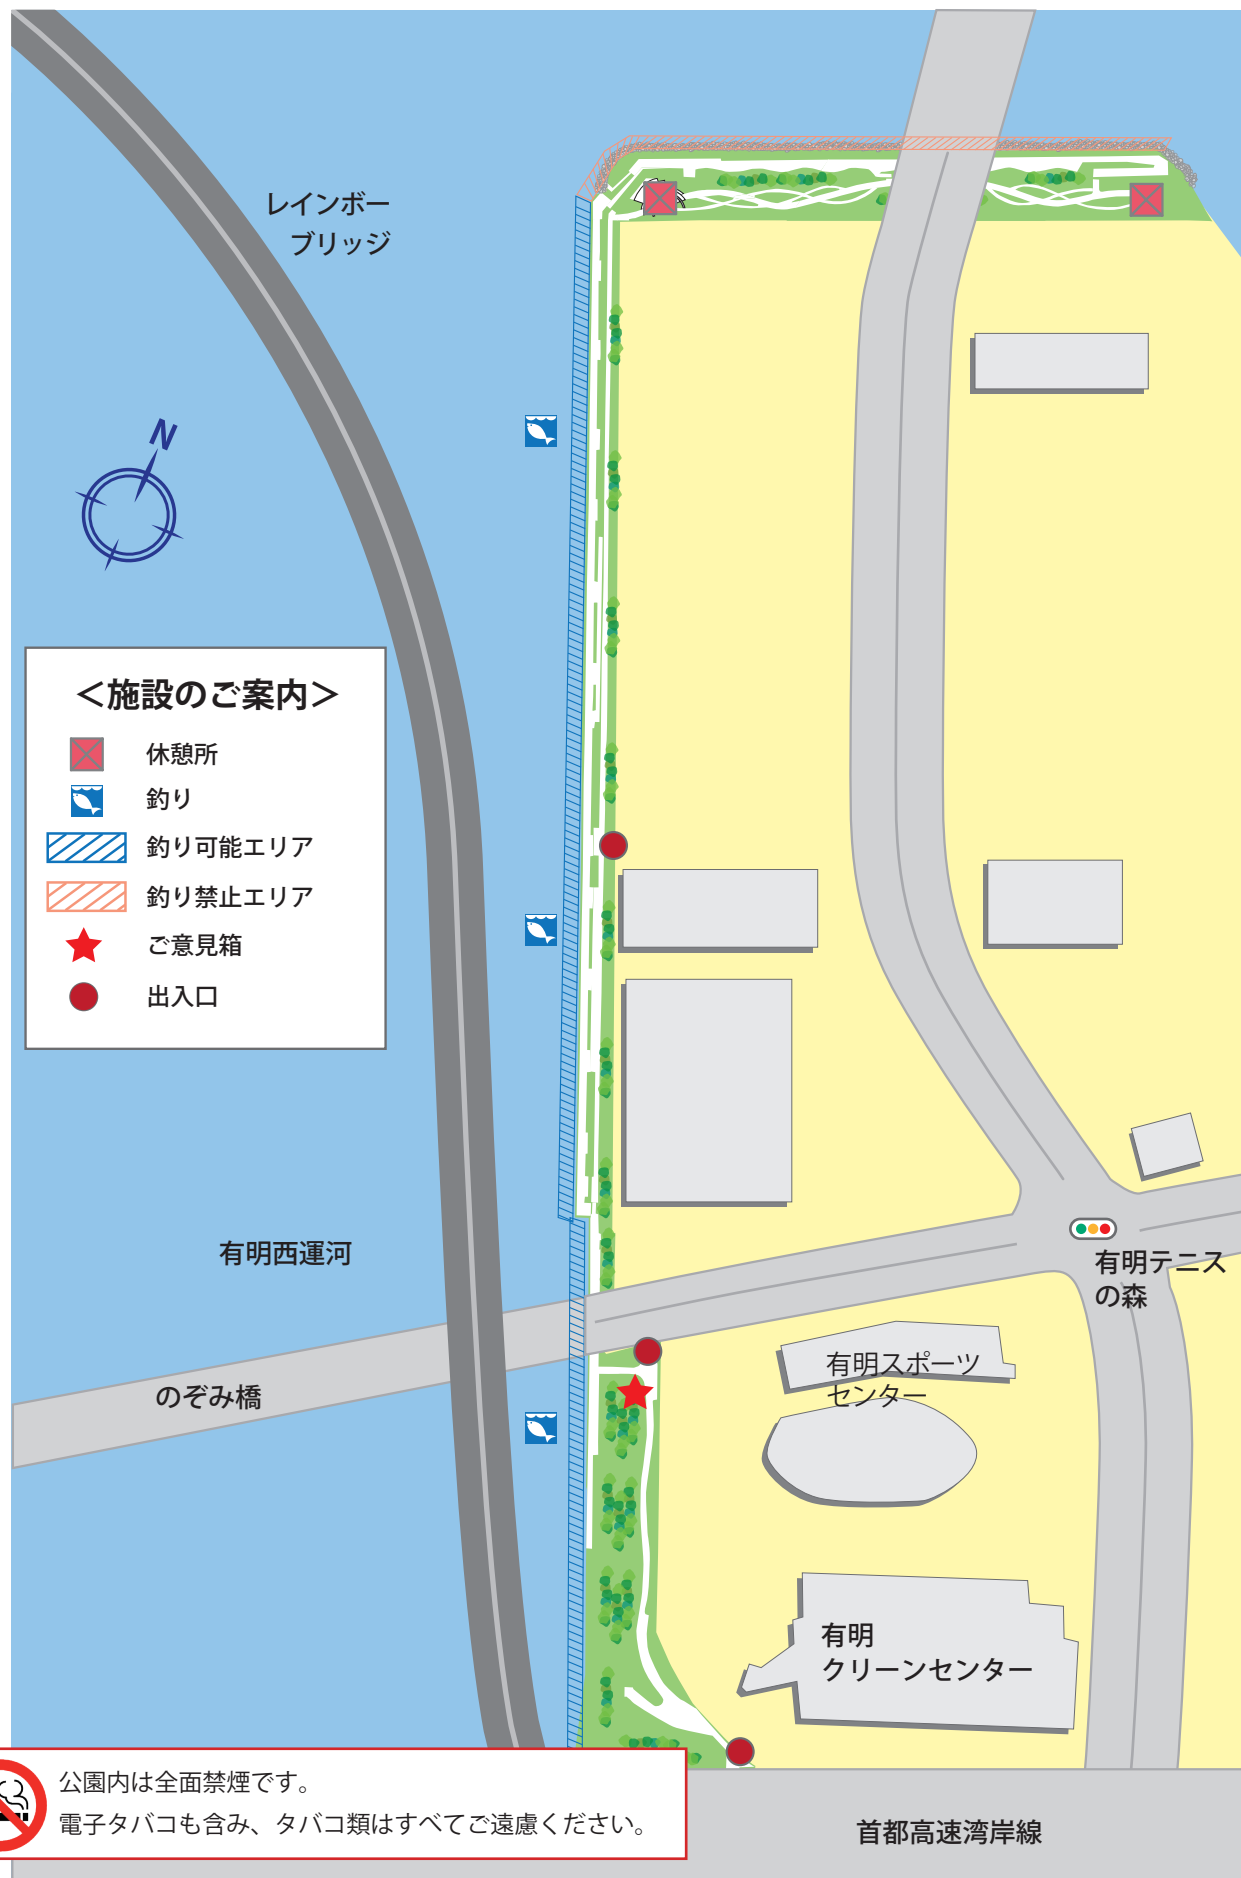 レインボー
ブリッジ
N
＜施設のご案内＞
休憩所
釣り
釣り可能エリア
釣り禁止エリア
ご意見箱
出入口
有明西運河
のぞみ橋
有明テニス
の森
有明スポーツ
センター
有明
クリーンセンター
公園内は全面禁煙です。
電子タバコも含み、タバコ類はすべてご遠慮ください。
首都高速湾岸線